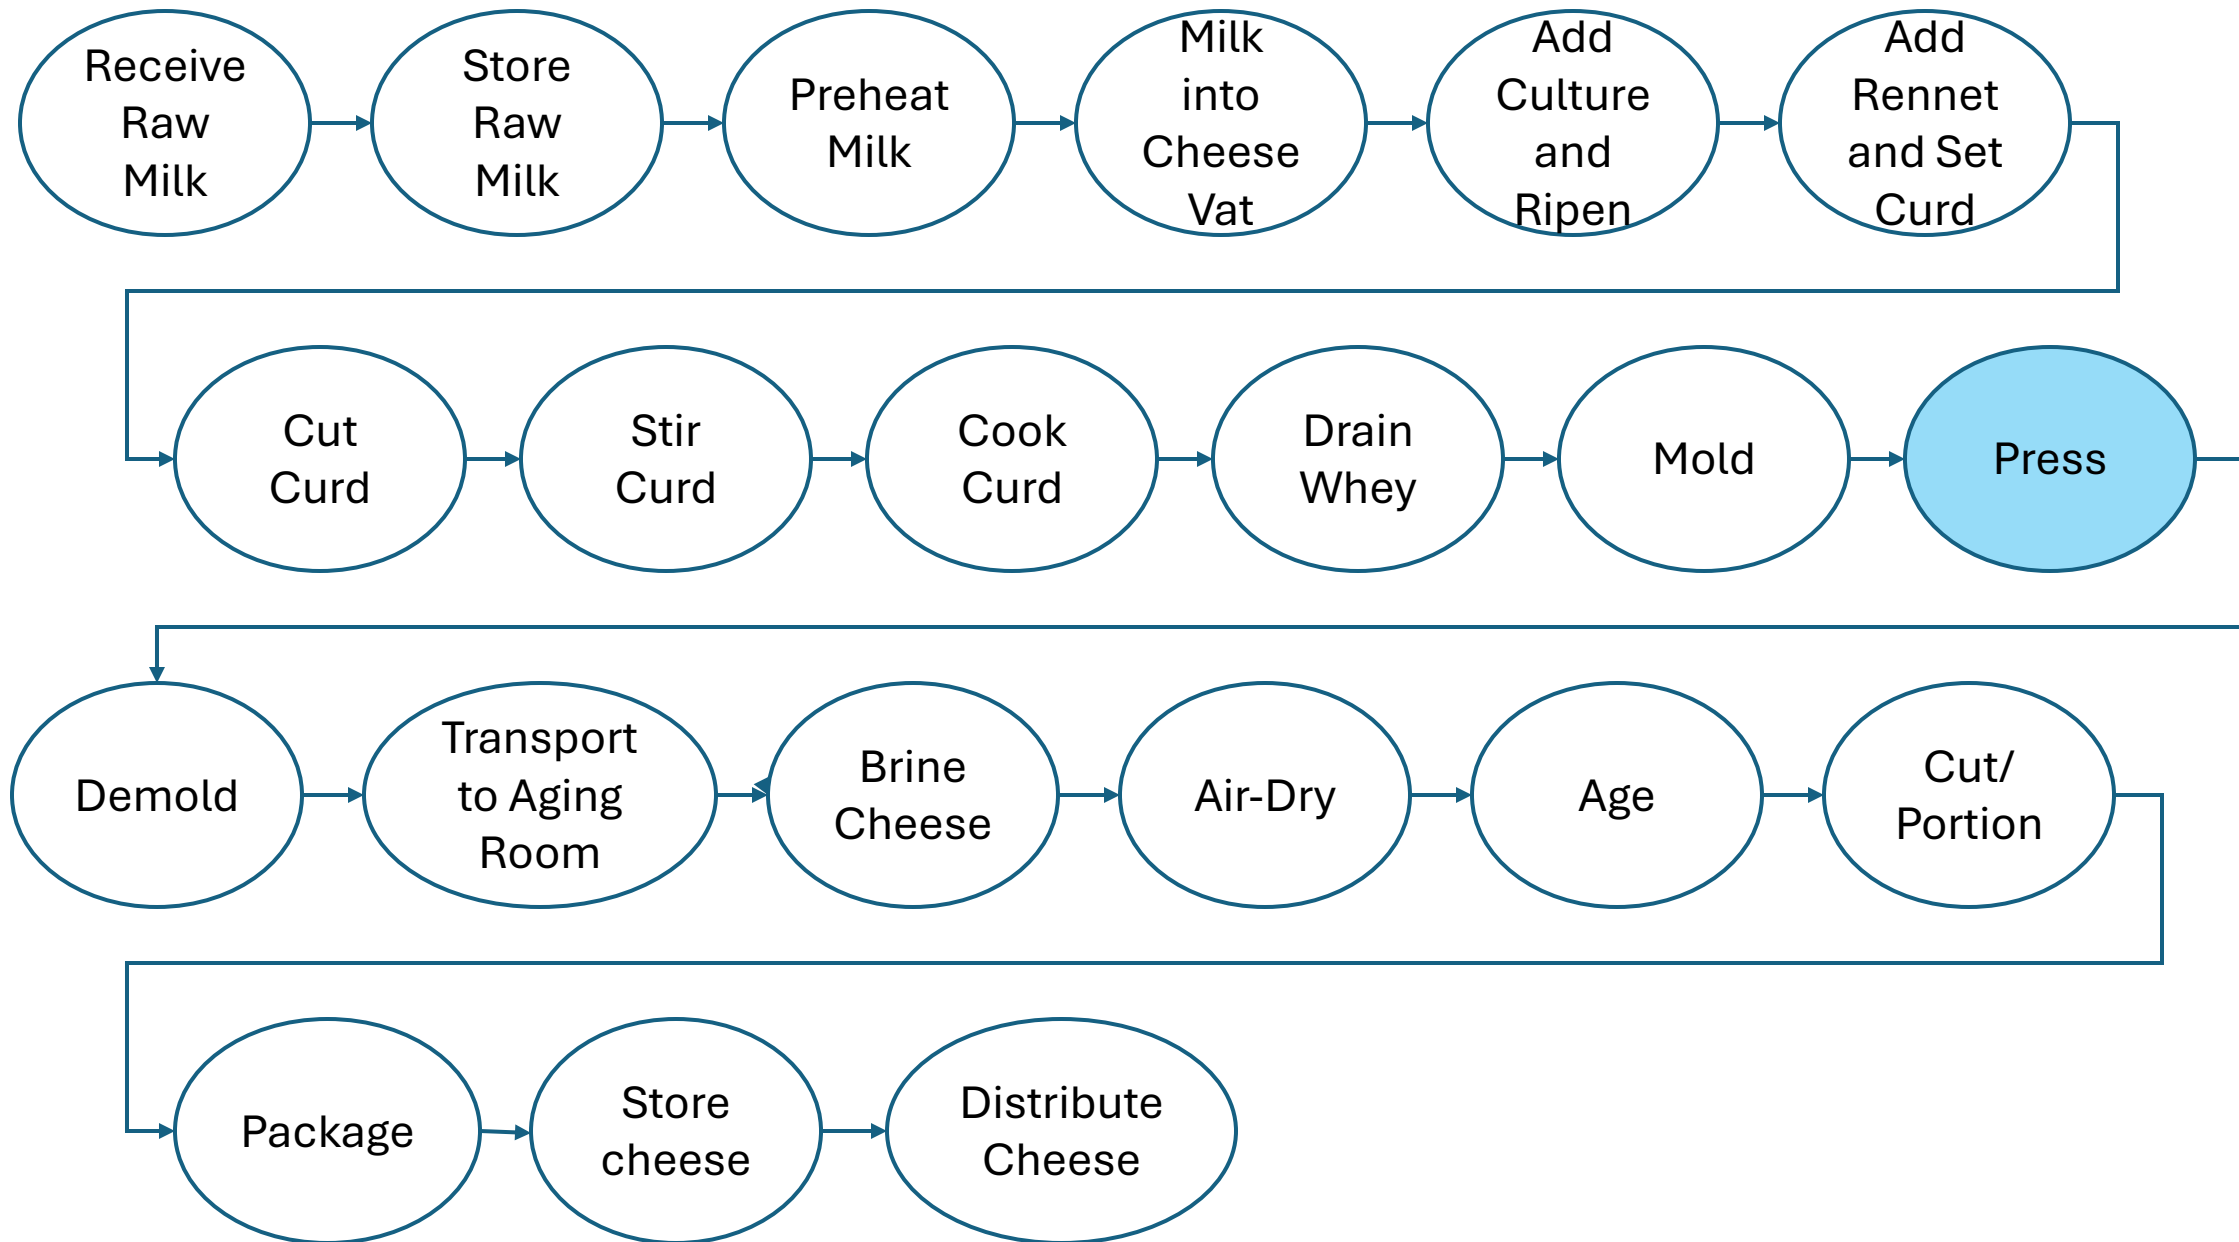 Receive
Raw
Milk
Store
Raw
Milk
Preheat
Milk
Milk
into
Cheese
Vat
Add
Culture
and
Ripen
Add
Rennet
and Set
Curd
Cut
Curd
Stir
Curd
Cook
Curd
Drain
Whey
Mold
Press
Demold
Transport
to Aging
Room
Brine
Cheese
Air-Dry
Age
Cut/
Portion
Package
Store
cheese
Distribute
Cheese